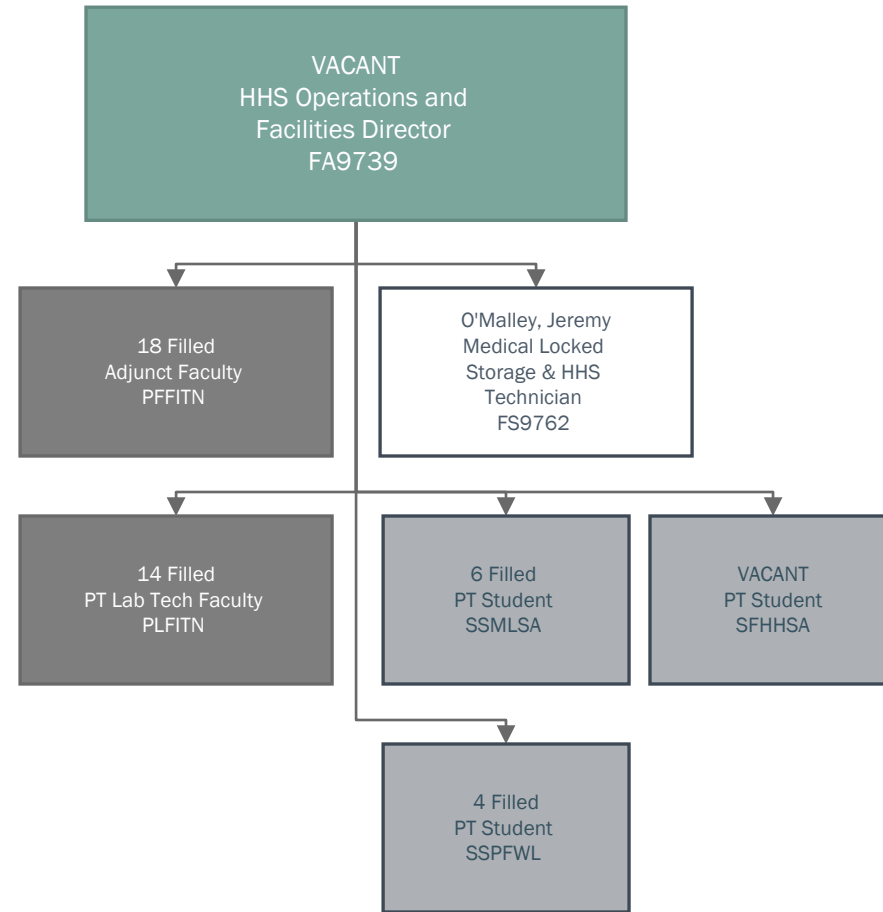 VACANT
HHS Operations and
Facilities Director
FA9739
18 Filled
Adjunct Faculty
PFFITN
O'Malley, Jeremy
Medical Locked
Storage & HHS
Technician
FS9762
14 Filled
PT Lab Tech Faculty
PLFITN
6 Filled
PT Student
SSMLSA
VACANT
PT Student
SFHHSA
4 Filled
PT Student
SSPFWL